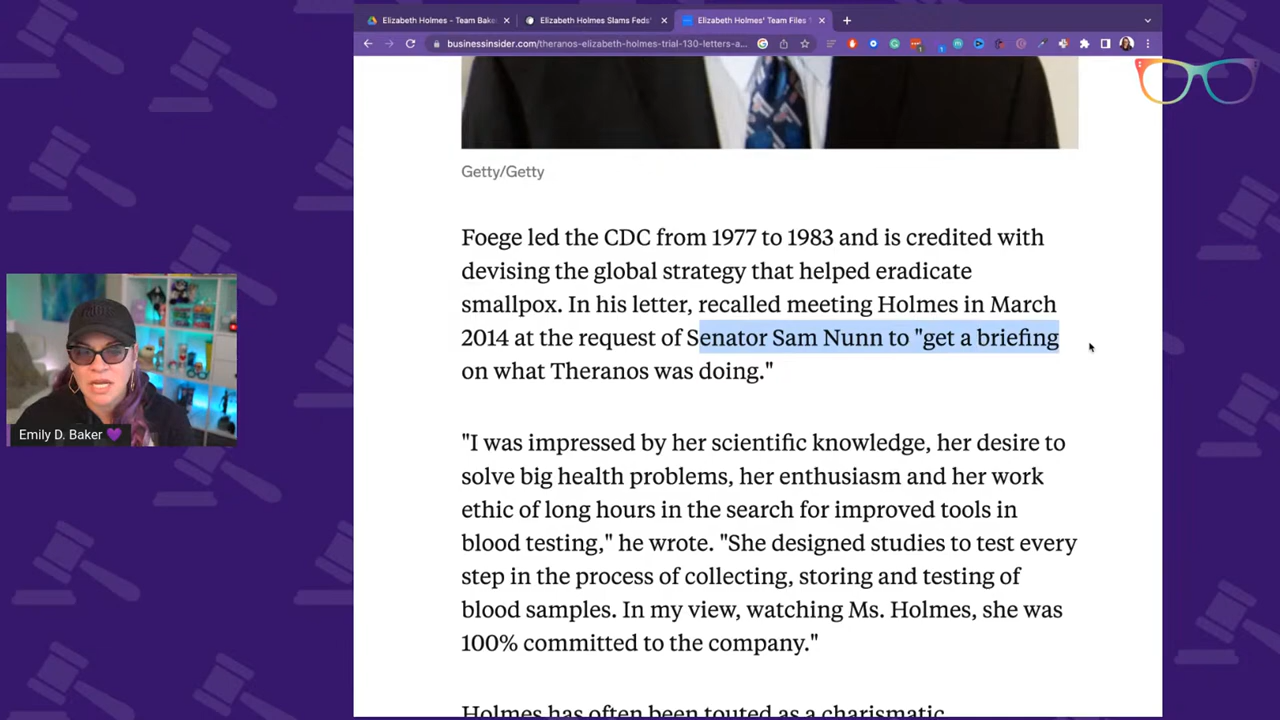 Elizabeth Holmes - Team Bake
Elizabeth Holmes Slams Feds'
Elizabeth Holmes' Team Files
businessinsider.com/theranos-elizabeth-holmes-trial-130-letters-a...
Getty/Getty
Foege led the CDC from 1977 to 1983 and is credited with
devising the global strategy that helped eradicate
smallpox. In his letter, recalled meeting Holmes in March
2014 at the request of Senator Sam Nunn to "get a briefing
on what Theranos was doing."
"I was impressed by her scientific knowledge, her desire to
solve big health problems, her enthusiasm and her work
ethic of long hours in the search for improved tools in
blood testing," he wrote. "She designed studies to test every
step in the process of collecting, storing and testing of
blood samples. In my view, watching Ms. Holmes, she was
100% committed to the company."
Holmes has often been touted as a charismatic
Emily D. Baker 💜